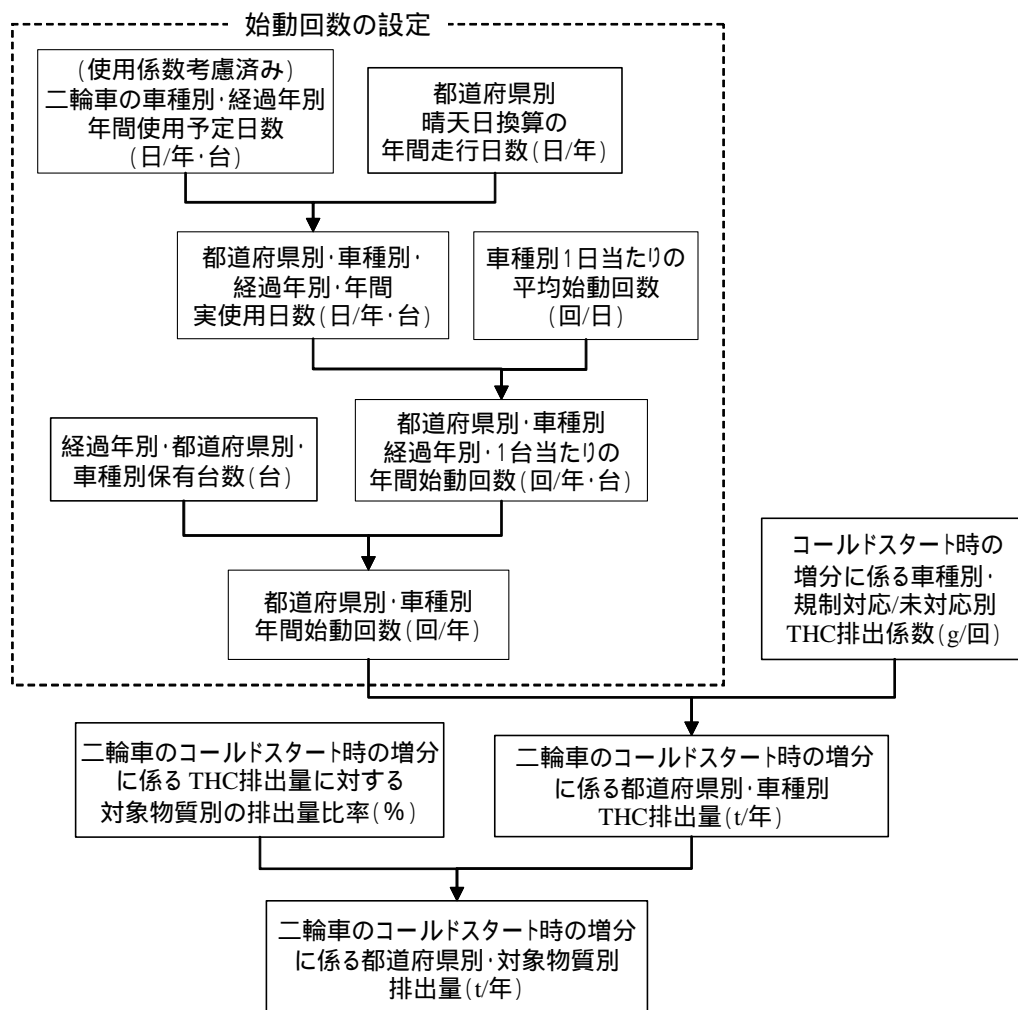 始動回数の設定
(使用係数考慮済み)
二輪車の車種別･経過年別
年間使用予定日数
(日/年･台)
都道府県別
晴天日換算の
年間走行日数(日/年)
都道府県別･車種別･
経過年別･年間
実使用日数(日/年･台)
車種別1日当たりの
平均始動回数
(回/日)
経過年別･都道府県別･
車種別保有台数(台)
都道府県別･車種別
経過年別･1台当たりの
年間始動回数(回/年･台)
都道府県別･車種別
年間始動回数(回/年)
コールドスタート時の
増分に係る車種別･
規制対応/未対応別
THC排出係数(g/回)
二輪車のコールドスタート時の増分
に係る THC排出量に対する
対象物質別の排出量比率(%)
二輪車のコールドスタート時の増分
に係る都道府県別･車種別
THC排出量(t/年)
二輪車のコールドスタート時の増分
に係る都道府県別･対象物質別
排出量(t/年)